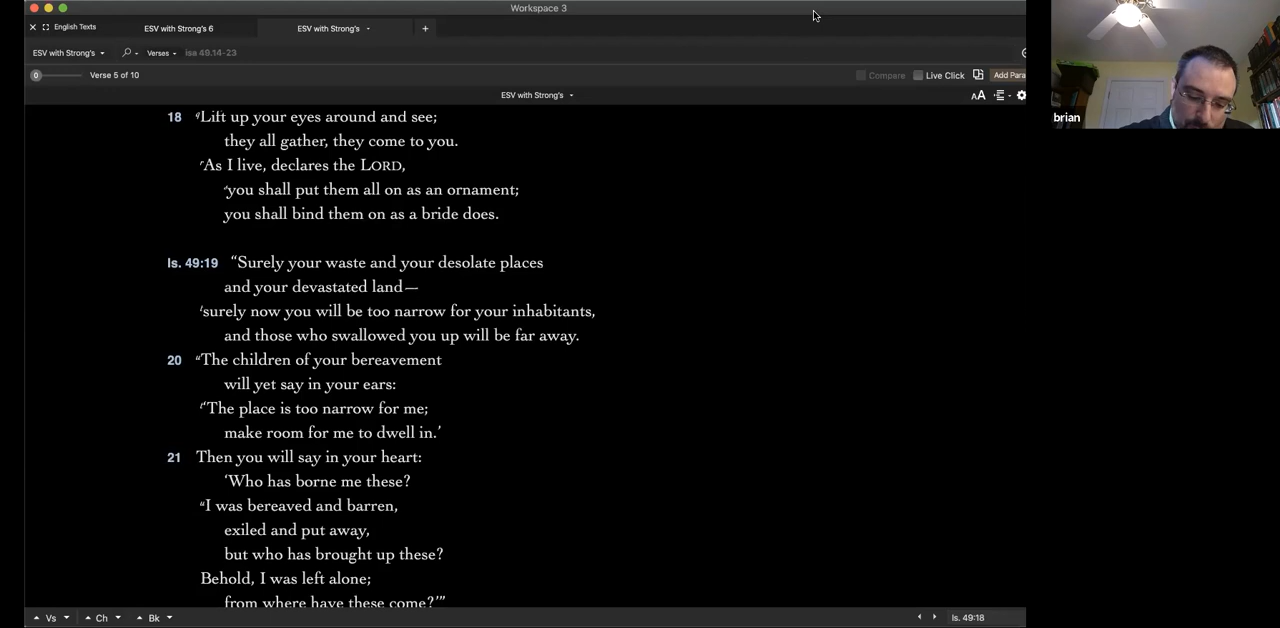 Workspace 3
English Texts
ESV with Strong's 6
ESV with Strong's
+
ESV with Strong's
Verses
isa 49.14-23
0
Verse 5 of 10
Compare
Live Click
Add Para
ESV with Strong's
AA
18 q“Lift up your eyes around and see;
they all gather, they come to you.
r As I live, declares the LORD,
s you shall put them all on as an ornament;
you shall bind them on as a bride does.
Is. 49:19 “Surely your waste and your desolate places
and your devastated land—
t surely now you will be too narrow for your inhabitants,
and those who swallowed you up will be far away.
20 u The children of your bereavement
will yet say in your ears:
t ‘The place is too narrow for me;
make room for me to dwell in.’
21 Then you will say in your heart:
‘Who has borne me these?
u I was bereaved and barren,
exiled and put away,
but who has brought up these?
Behold, I was left alone;
from where have these come?’”
Vs
Ch
Bk
Is. 49:18
brian